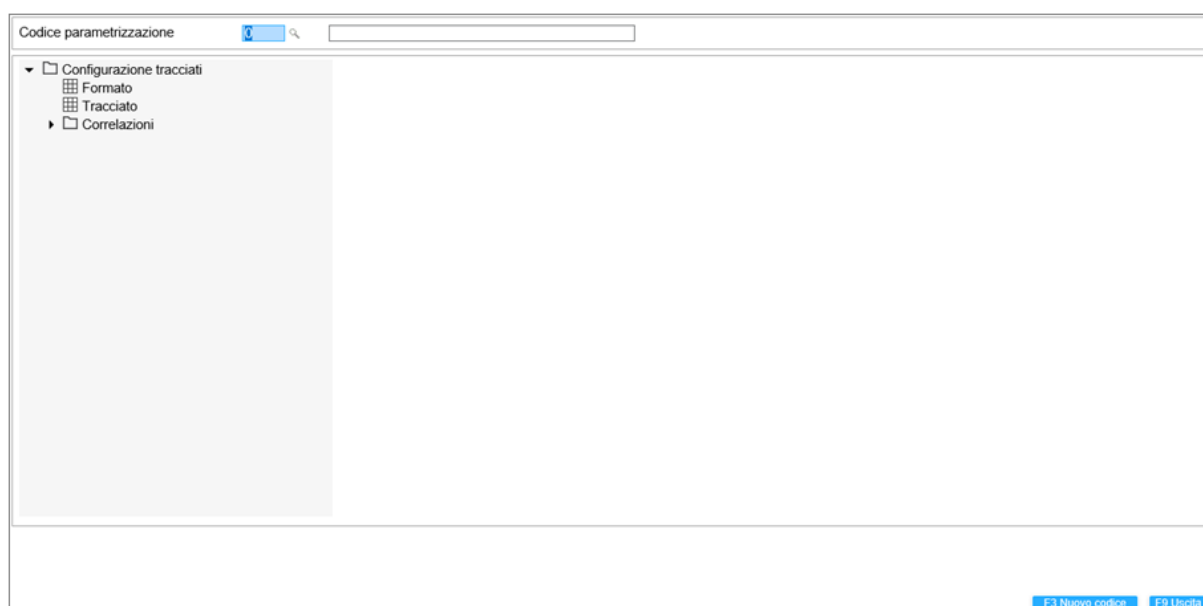 Codice parametrizzazione 0
Configurazione tracciati
Formato
Tracciato
Correlazioni
F3 Nuovo codice F9 Uscita